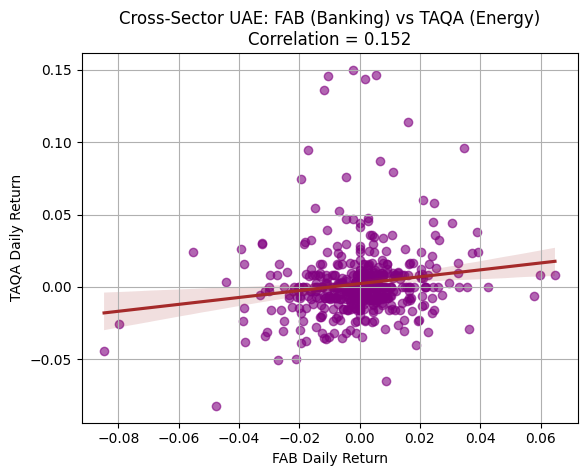 Cross-Sector UAE: FAB (Banking) vs TAQA (Energy)
Correlation = 0.152
TAQA Daily Return
0.15
0.10
0.05
0.00
−0.05
−0.08 −0.06 −0.04 −0.02 0.00 0.02 0.04 0.06
FAB Daily Return